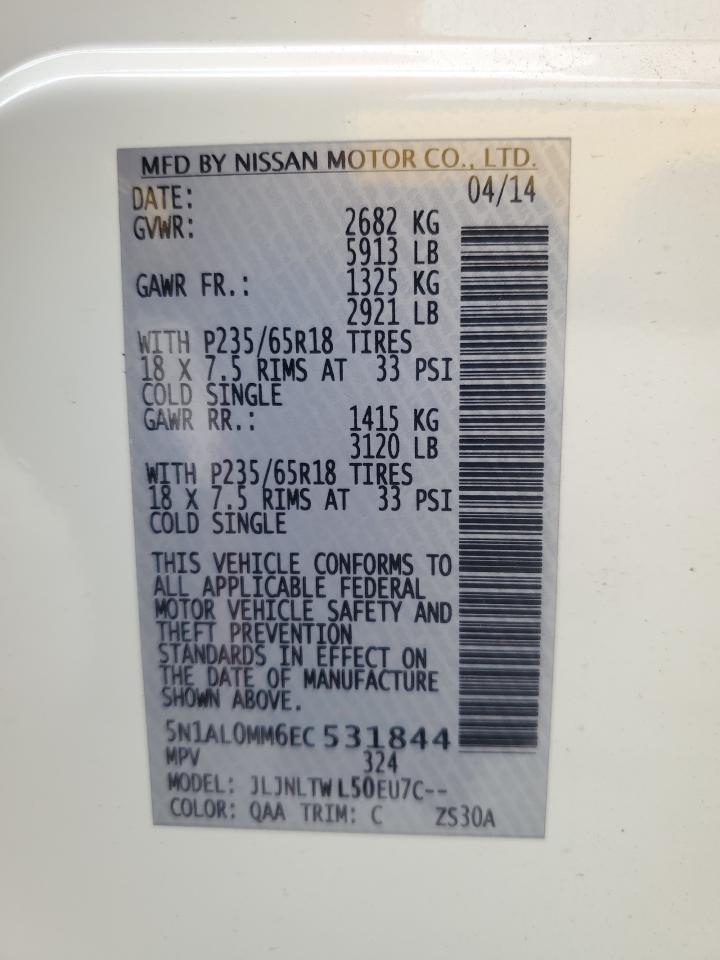 MFD BY NISSAN MOTOR CO., LTD.
DATE: 04/14
GVWR: 2682 KG
5913 LB
GAWR FR.: 1325 KG
2921 LB
WITH P235/65R18 TIRES
18 X 7.5 RIMS AT 33 PSI
COLD SINGLE
GAWR RR.: 1415 KG
3120 LB
WITH P235/65R18 TIRES
18 X 7.5 RIMS AT 33 PSI
COLD SINGLE
THIS VEHICLE CONFORMS TO
ALL APPLICABLE FEDERAL
MOTOR VEHICLE SAFETY AND
THEFT PREVENTION
STANDARDS IN EFFECT ON
THE DATE OF MANUFACTURE
SHOWN ABOVE.
5N1AL0MM6EC 531844
MPV 324
MODEL: JLJNLTW L50EU7C--
COLOR: QAA TRIM: C ZS30A